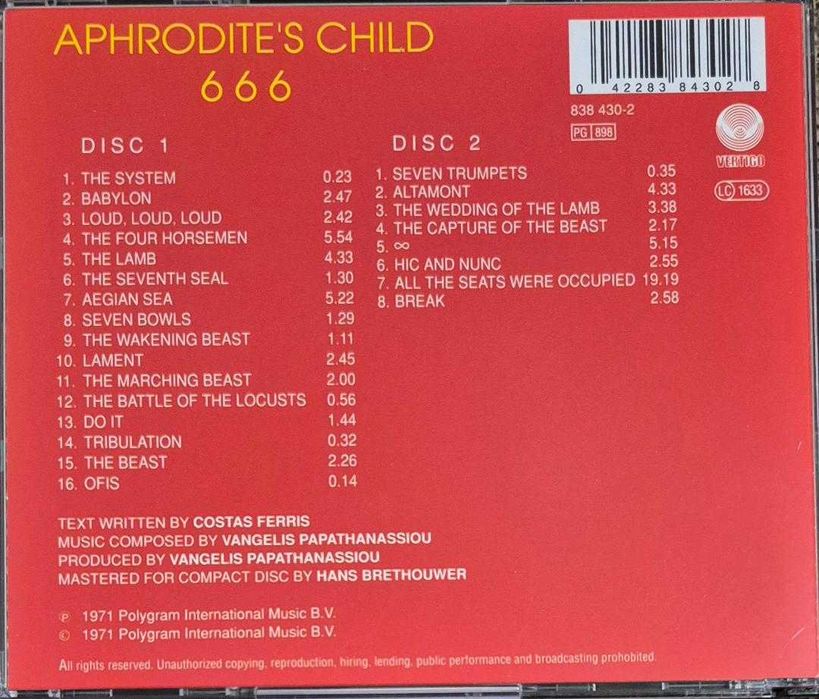 APHRODITE'S CHILD
6 6 6
0 42283 84302 8
838 430-2
PG 898
VERTIGO
LC 1633
DISC 1
1. THE SYSTEM 0.23
2. BABYLON 2.47
3. LOUD, LOUD, LOUD 2.42
4. THE FOUR HORSEMEN 5.54
5. THE LAMB 4.33
6. THE SEVENTH SEAL 1.30
7. AEGIAN SEA 5.22
8. SEVEN BOWLS 1.29
9. THE WAKENING BEAST 1.11
10. LAMENT 2.45
11. THE MARCHING BEAST 2.00
12. THE BATTLE OF THE LOCUSTS 0.56
13. DO IT 1.44
14. TRIBULATION 0.32
15. THE BEAST 2.26
16. OFIS 0.14
DISC 2
1. SEVEN TRUMPETS 0.35
2. ALTAMONT 4.33
3. THE WEDDING OF THE LAMB 3.38
4. THE CAPTURE OF THE BEAST 2.17
5. ∞ 5.15
6. HIC AND NUNC 2.55
7. ALL THE SEATS WERE OCCUPIED 19.19
8. BREAK 2.58
TEXT WRITTEN BY COSTAS FERRIS
MUSIC COMPOSED BY VANGELIS PAPATHANASSIOU
PRODUCED BY VANGELIS PAPATHANASSIOU
MASTERED FOR COMPACT DISC BY HANS BRETHOUWER
℗ 1971 Polygram International Music B.V.
© 1971 Polygram International Music B.V.
All rights reserved. Unauthorized copying, reproduction, hiring, lending, public performance and broadcasting prohobited.